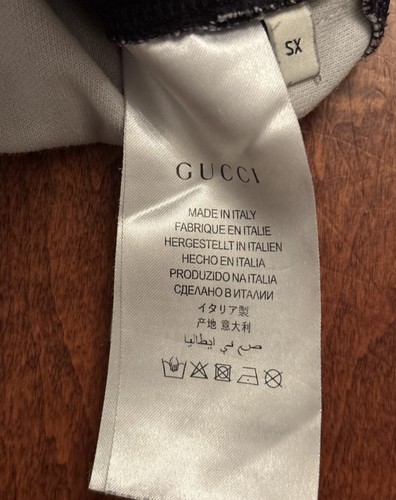 SX
GUCCI
MADE IN ITALY
FABRIQUE EN ITALIE
HERGESTELLT IN ITALIEN
HECHO EN ITALIA
PRODUZIDO NA ITALIA
СДЕЛАНО В ИТАЛИИ
イタリア製
产地 意大利
صنع في ايطاليا